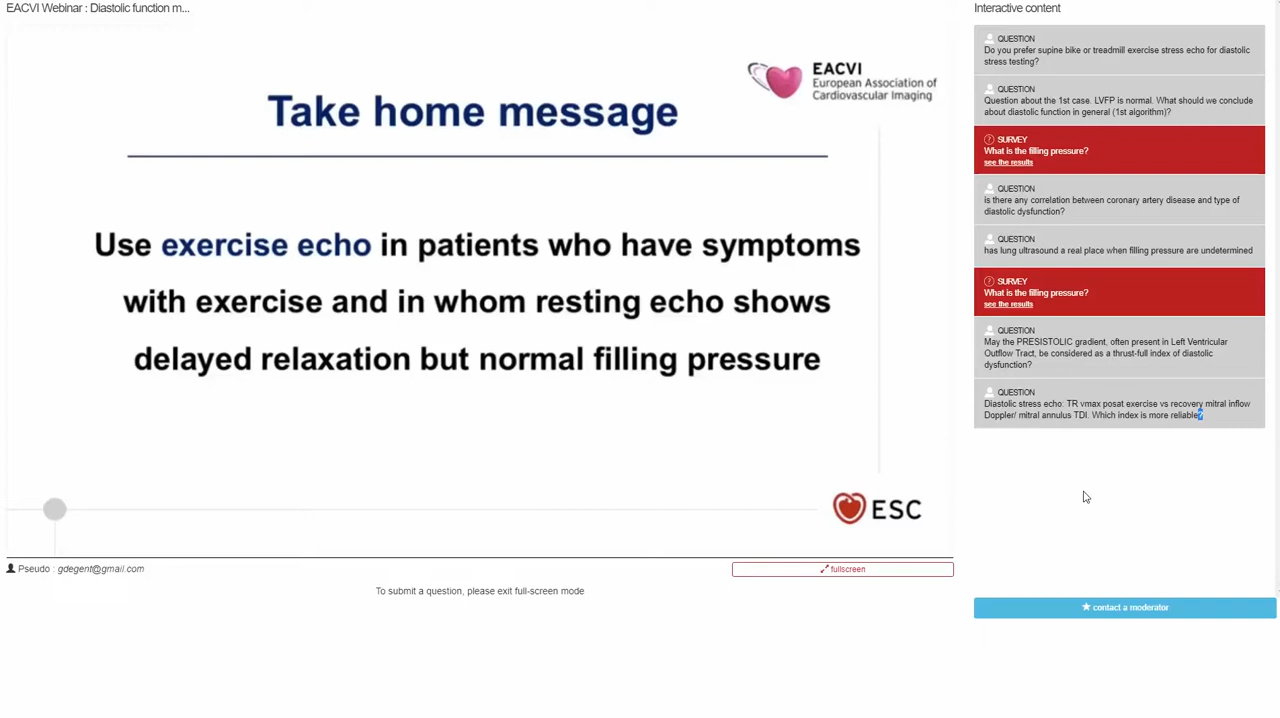 EACVI Webinar : Diastolic function m...
EACVI
European Association of
Cardiovascular Imaging
Take home message
Use exercise echo in patients who have symptoms
with exercise and in whom resting echo shows
delayed relaxation but normal filling pressure
ESC
Pseudo : gdegent@gmail.com
fullscreen
To submit a question, please exit full-screen mode
Interactive content
QUESTION
Do you prefer supine bike or treadmill exercise stress echo for diastolic
stress testing?
QUESTION
Question about the 1st case. LVFP is normal. What should we conclude
about diastolic function in general (1st algorithm)?
SURVEY
What is the filling pressure?
see the results
QUESTION
is there any correlation between coronary artery disease and type of
diastolic dysfunction?
QUESTION
has lung ultrasound a real place when filling pressure are undetermined
SURVEY
What is the filling pressure?
see the results
QUESTION
May the PRESISTOLIC gradient, often present in Left Ventricular
Outflow Tract, be considered as a thrust-full index of diastolic
dysfunction?
QUESTION
Diastolic stress echo: TR vmax posat exercise vs recovery mitral inflow
Doppler/ mitral annulus TDI. Which index is more reliable?
contact a moderator